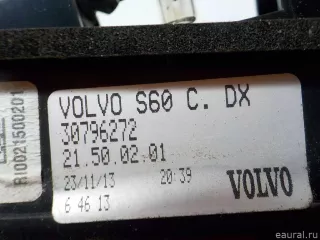 VOLVO S60 C. DX
30796272
21.50.02.01
23/11/13 20:39
6 46 13
VOLVO
R10021500201
eaural.ru